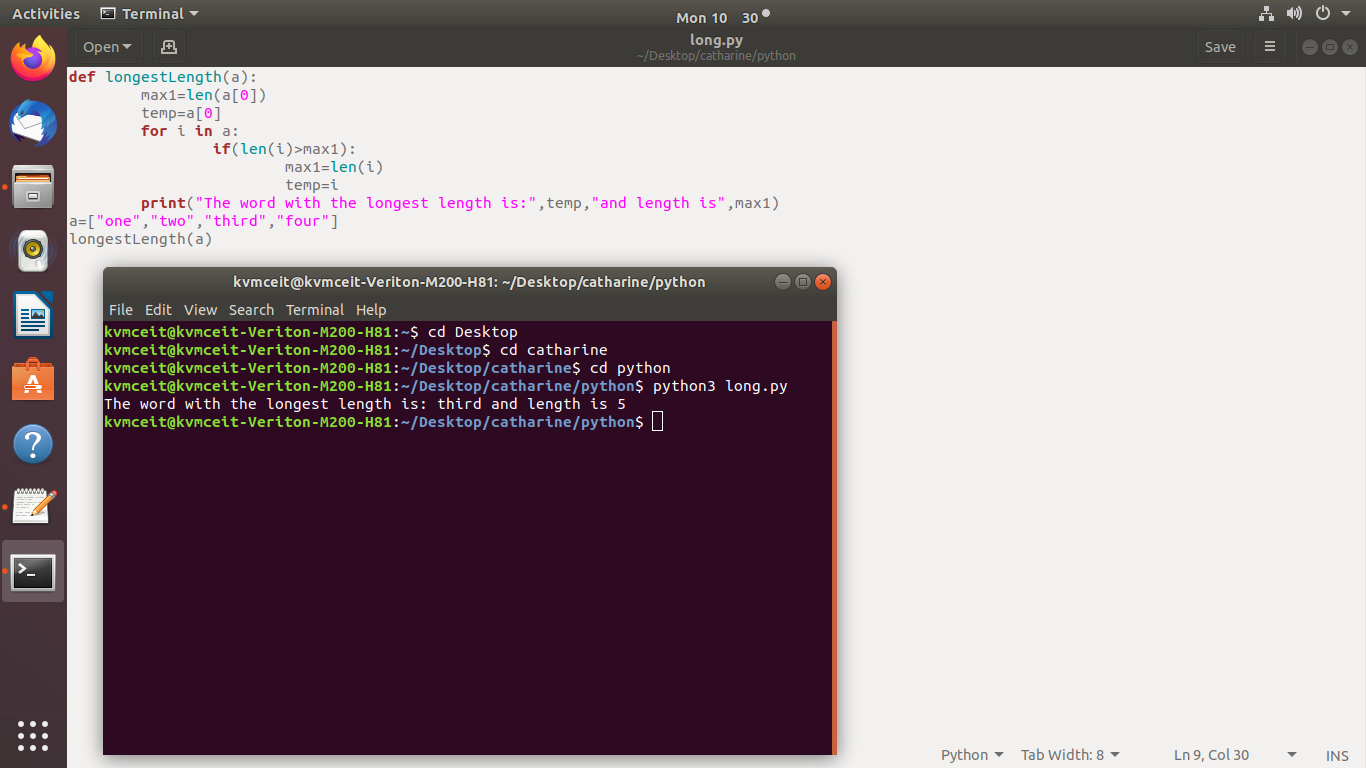 Activities Terminal Mon 10 30
Open long.py Save
~/Desktop/catharine/python
def longestLength(a):
        max1=len(a[0])
        temp=a[0]
        for i in a:
                if(len(i)>max1):
                        max1=len(i)
                        temp=i
        print("The word with the longest length is:",temp,"and length is",max1)
a=["one","two","third","four"]
longestLength(a)
kvmceit@kvmceit-Veriton-M200-H81: ~/Desktop/catharine/python
File Edit View Search Terminal Help
kvmceit@kvmceit-Veriton-M200-H81:~$ cd Desktop
kvmceit@kvmceit-Veriton-M200-H81:~/Desktop$ cd catharine
kvmceit@kvmceit-Veriton-M200-H81:~/Desktop/catharine$ cd python
kvmceit@kvmceit-Veriton-M200-H81:~/Desktop/catharine/python$ python3 long.py
The word with the longest length is: third and length is 5
kvmceit@kvmceit-Veriton-M200-H81:~/Desktop/catharine/python$
Python Tab Width: 8 Ln 9, Col 30 INS